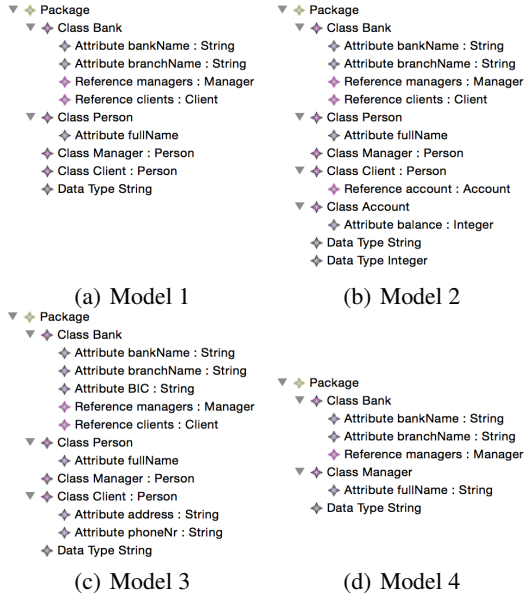 Package
Class Bank
Attribute bankName : String
Attribute branchName : String
Reference managers : Manager
Reference clients : Client
Class Person
Attribute fullName
Class Manager : Person
Class Client : Person
Data Type String
(a) Model 1
Package
Class Bank
Attribute bankName : String
Attribute branchName : String
Reference managers : Manager
Reference clients : Client
Class Person
Attribute fullName
Class Manager : Person
Class Client : Person
Reference account : Account
Class Account
Attribute balance : Integer
Data Type String
Data Type Integer
(b) Model 2
Package
Class Bank
Attribute bankName : String
Attribute branchName : String
Attribute BIC : String
Reference managers : Manager
Reference clients : Client
Class Person
Attribute fullName
Class Manager : Person
Class Client : Person
Attribute address : String
Attribute phoneNr : String
Data Type String
(c) Model 3
Package
Class Bank
Attribute bankName : String
Attribute branchName : String
Reference managers : Manager
Class Manager
Attribute fullName : String
Data Type String
(d) Model 4